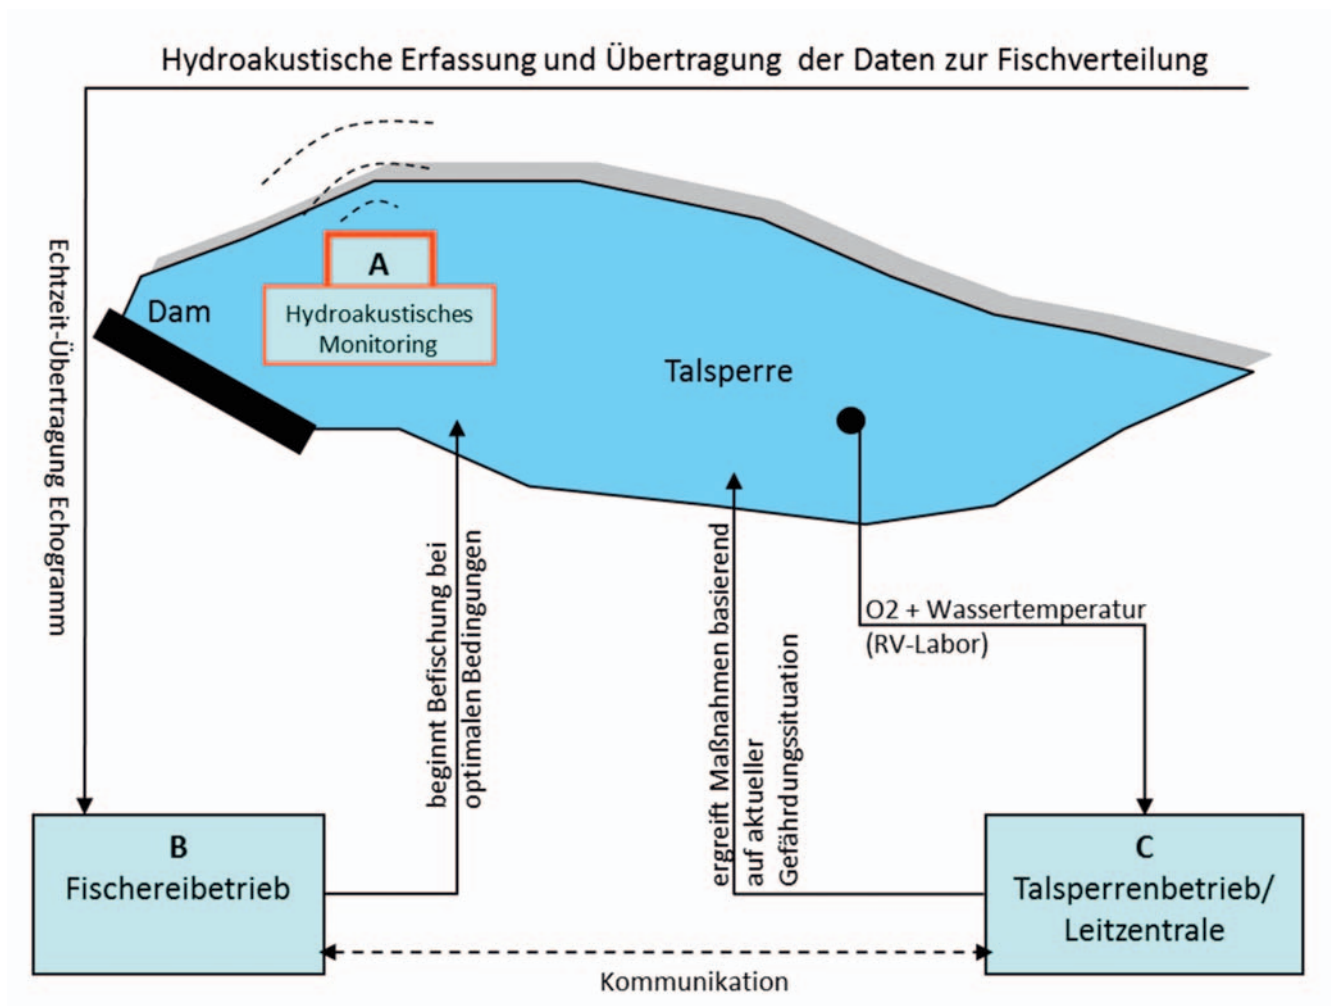 Hydroakustische Erfassung und Übertragung der Daten zur Fischverteilung
Echtzeit-Übertragung Echogramm
A
Hydroakustisches
Monitoring
Dam
Talsperre
beginnt Befischung bei
optimalen Bedingungen
ergreift Maßnahmen basierend
auf aktueller
Gefährdungssituation
O2 + Wassertemperatur
(RV-Labor)
B
Fischereibetrieb
C
Talsperrenbetrieb/
Leitzentrale
Kommunikation